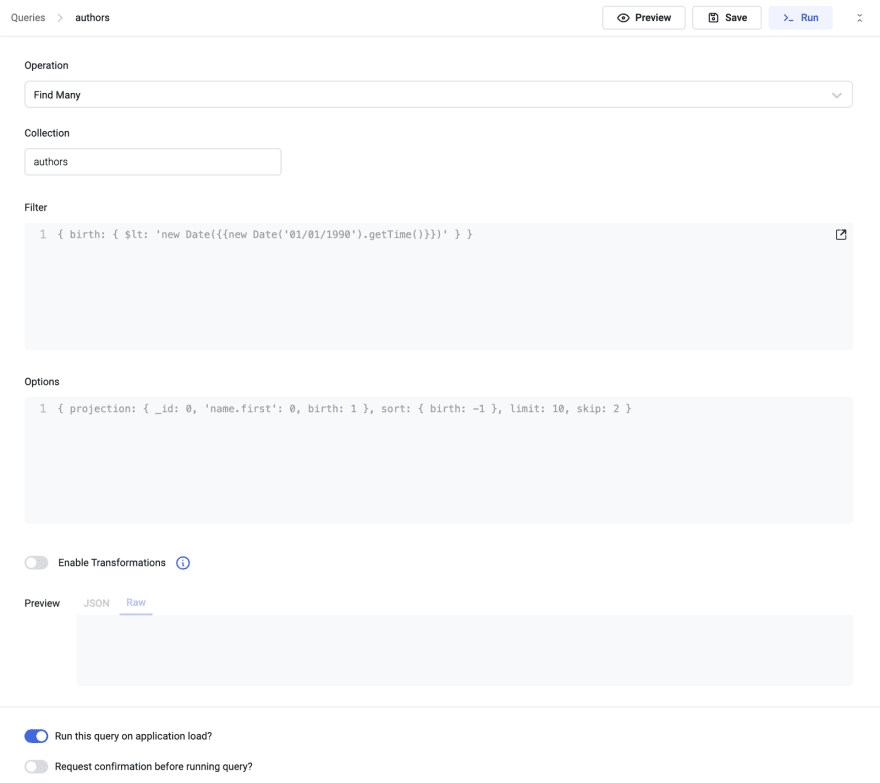 Queries > authors Preview Save >_ Run
Operation
Find Many
Collection
authors
Filter
1 { birth: { $lt: 'new Date({{new Date('01/01/1990').getTime()}})' } }
Options
1 { projection: { _id: 0, 'name.first': 0, birth: 1 }, sort: { birth: -1 }, limit: 10, skip: 2 }
Enable Transformations i
Preview JSON Raw
Run this query on application load?
Request confirmation before running query?